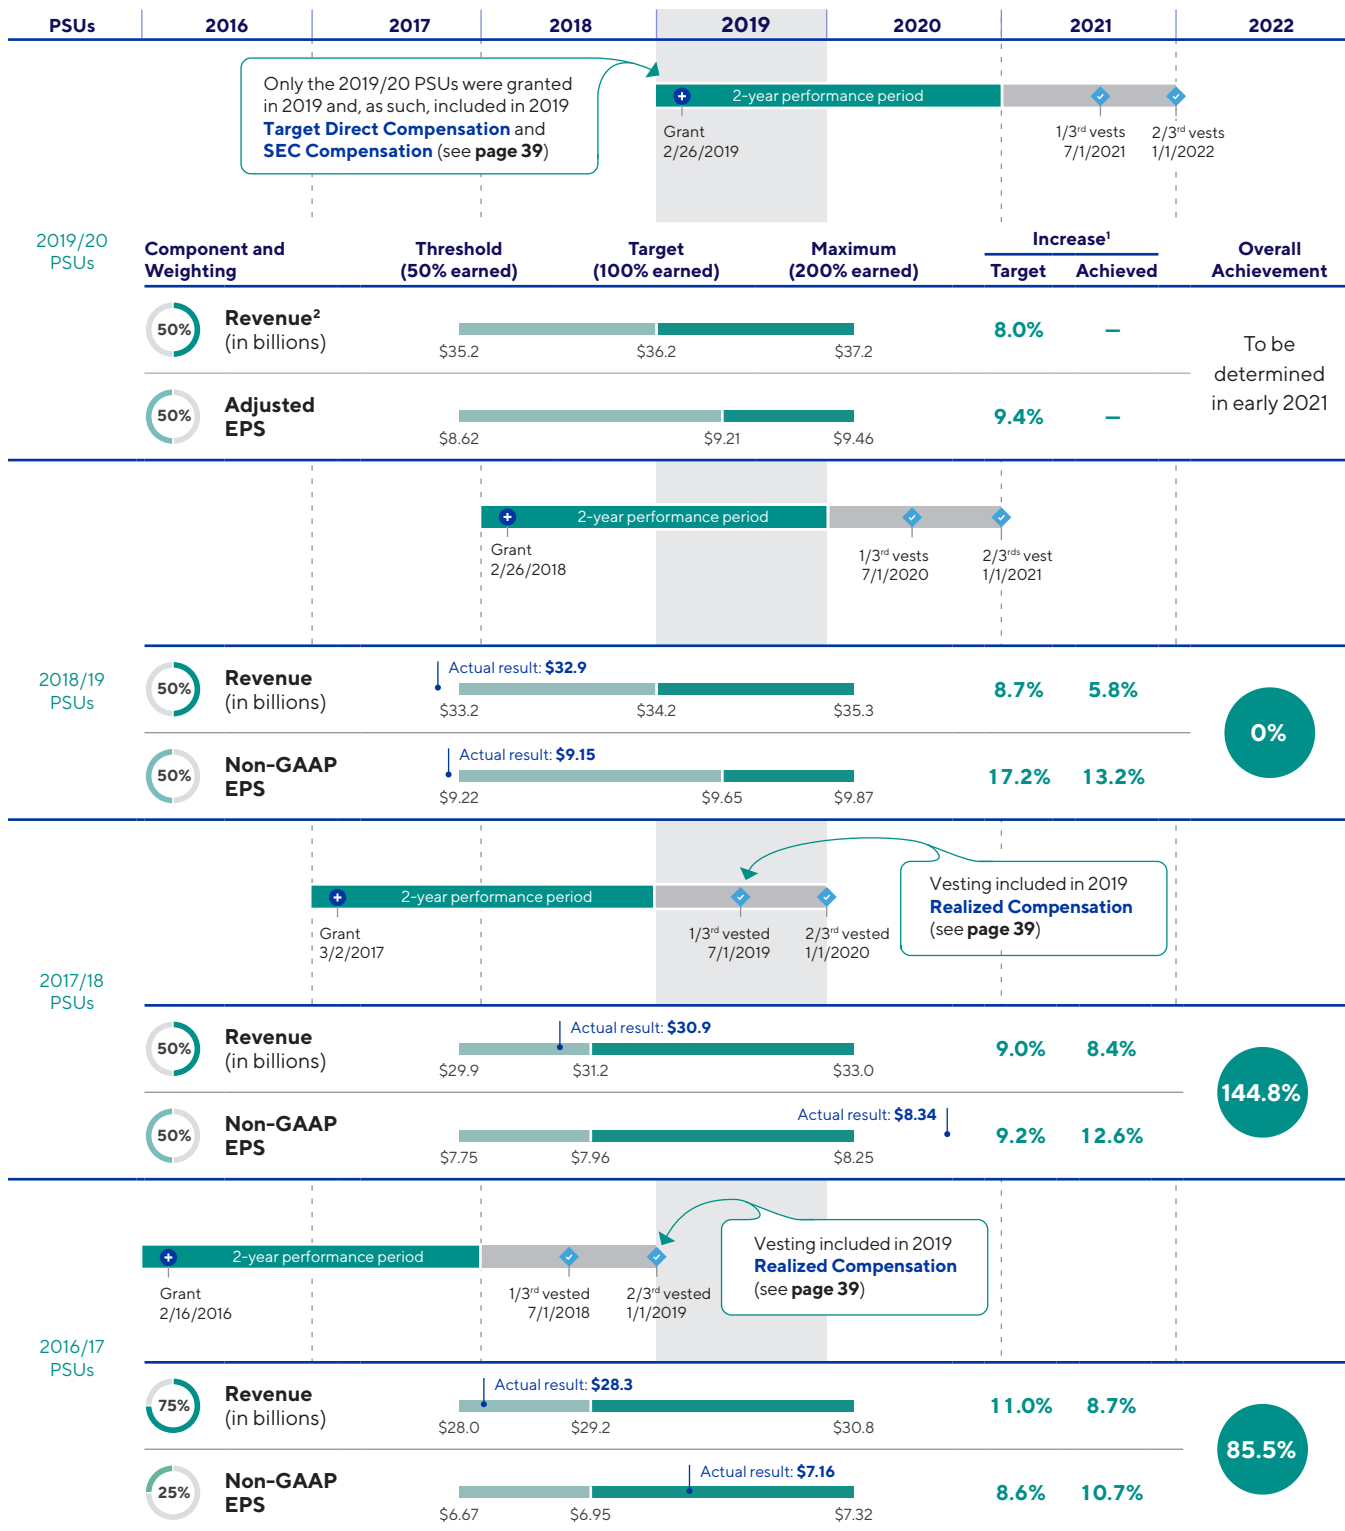 PSUs 2016 2017 2018 2019 2020 2021 2022
Only the 2019/20 PSUs were granted
in 2019 and, as such, included in 2019
Target Direct Compensation and
SEC Compensation (see page 39)
2-year performance period
Grant
2/26/2019
1/3rd vests
7/1/2021
2/3rd vests
1/1/2022
2019/20
PSUs
Component and
Weighting
Threshold
(50% earned)
Target
(100% earned)
Maximum
(200% earned)
Increase¹
Target Achieved
Overall
Achievement
50%
Revenue²
(in billions)
$35.2 $36.2 $37.2
8.0% –
To be
determined
in early 2021
50%
Adjusted
EPS
$8.62 $9.21 $9.46
9.4% –
2-year performance period
Grant
2/26/2018
1/3rd vests
7/1/2020
2/3rds vest
1/1/2021
2018/19
PSUs
50%
Revenue
(in billions)
Actual result: $32.9
$33.2 $34.2 $35.3
8.7% 5.8%
0%
50%
Non-GAAP
EPS
Actual result: $9.15
$9.22 $9.65 $9.87
17.2% 13.2%
2-year performance period
Grant
3/2/2017
1/3rd vested
7/1/2019
2/3rd vested
1/1/2020
Vesting included in 2019
Realized Compensation
(see page 39)
2017/18
PSUs
50%
Revenue
(in billions)
Actual result: $30.9
$29.9 $31.2 $33.0
9.0% 8.4%
144.8%
50%
Non-GAAP
EPS
Actual result: $8.34
$7.75 $7.96 $8.25
9.2% 12.6%
2-year performance period
Grant
2/16/2016
1/3rd vested
7/1/2018
2/3rd vested
1/1/2019
Vesting included in 2019
Realized Compensation
(see page 39)
2016/17
PSUs
75%
Revenue
(in billions)
Actual result: $28.3
$28.0 $29.2 $30.8
11.0% 8.7%
85.5%
25%
Non-GAAP
EPS
Actual result: $7.16
$6.67 $6.95 $7.32
8.6% 10.7%